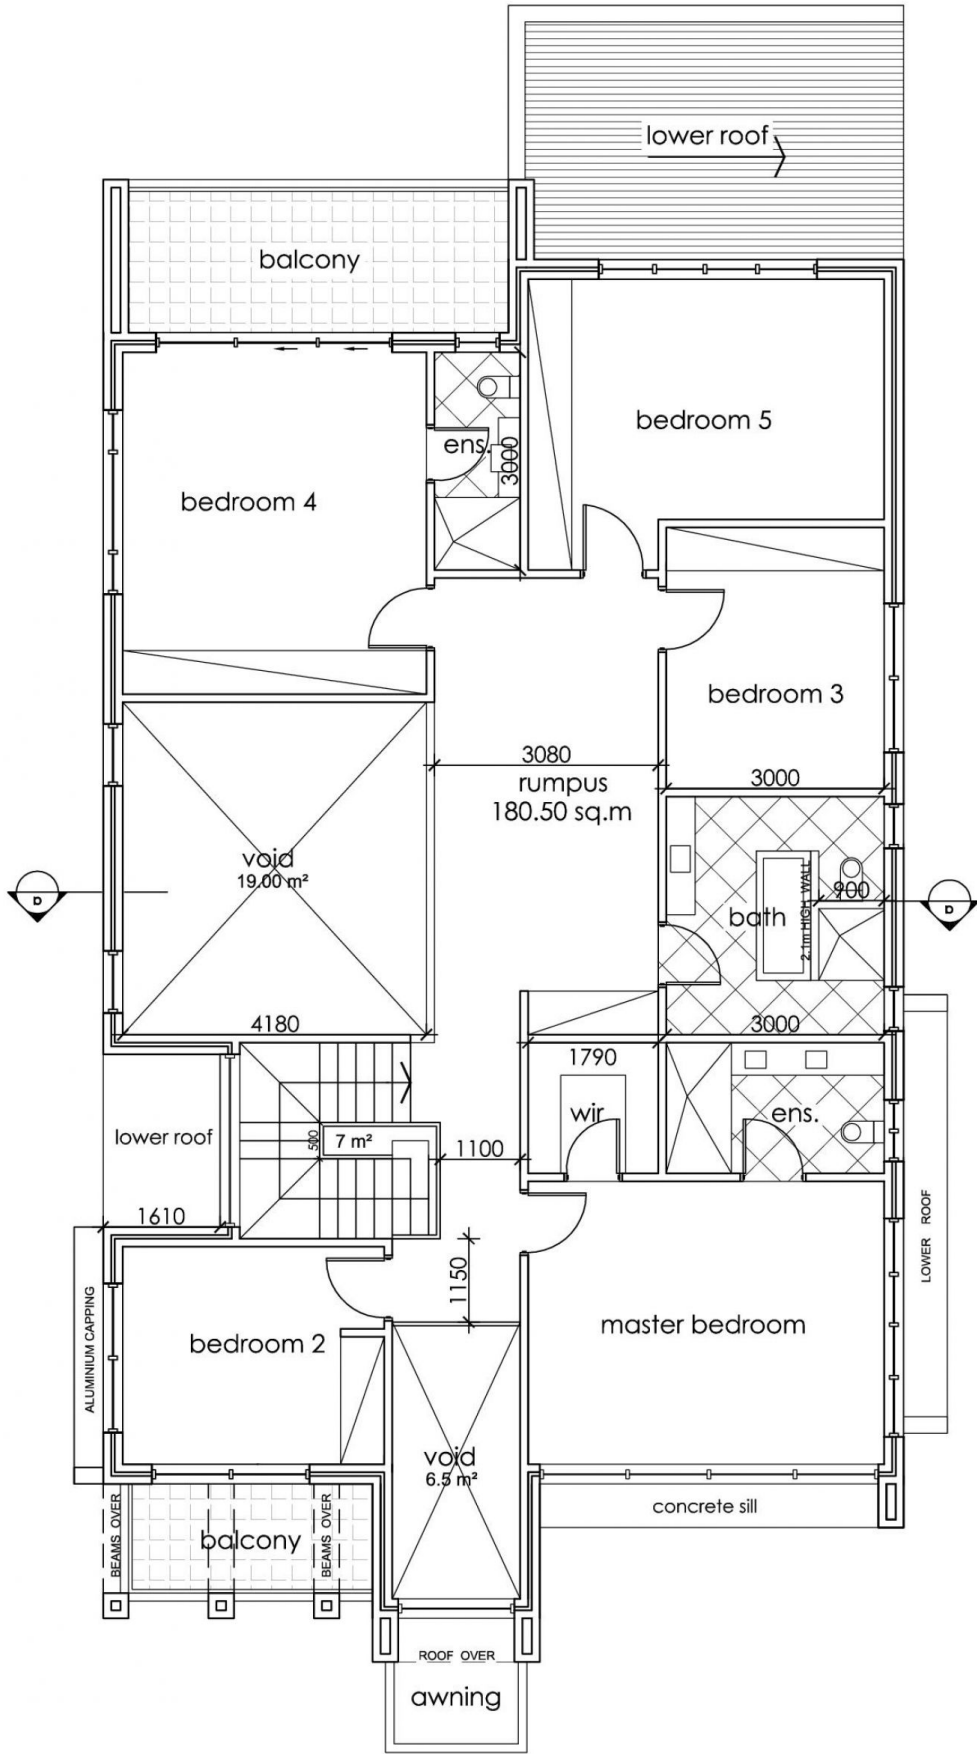 lower roof
balcony
bedroom 5
ens.
3000
bedroom 4
bedroom 3
3080
rumpus
180.50 sq.m
3000
void
19.00 m²
D
2.1m HIGH WALL
900
bath
D
4180
3000
1790
wir
ens.
lower roof
500
7 m²
1100
1610
1150
LOWER ROOF
ALUMINIUM CAPPING
bedroom 2
master bedroom
void
6.5 m²
concrete sill
BEAMS OVER
BEAMS OVER
balcony
ROOF OVER
awning